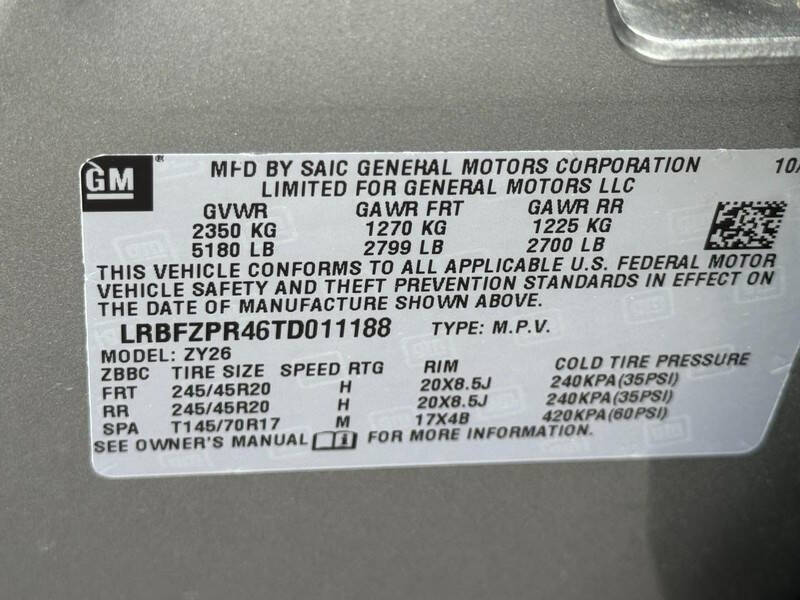 GM ® MFD BY SAIC GENERAL MOTORS CORPORATION 10/
LIMITED FOR GENERAL MOTORS LLC
GVWR GAWR FRT GAWR RR
2350 KG 1270 KG 1225 KG
5180 LB 2799 LB 2700 LB
THIS VEHICLE CONFORMS TO ALL APPLICABLE U.S. FEDERAL MOTOR
VEHICLE SAFETY AND THEFT PREVENTION STANDARDS IN EFFECT ON
THE DATE OF MANUFACTURE SHOWN ABOVE.
LRBFZPR46TD011188 TYPE: M.P.V.
MODEL: ZY26
ZBBC TIRE SIZE SPEED RTG RIM COLD TIRE PRESSURE
FRT 245/45R20 H 20X8.5J 240KPA(35PSI)
RR 245/45R20 H 20X8.5J 240KPA(35PSI)
SPA T145/70R17 M 17X4B 420KPA(60PSI)
SEE OWNER'S MANUAL FOR MORE INFORMATION.